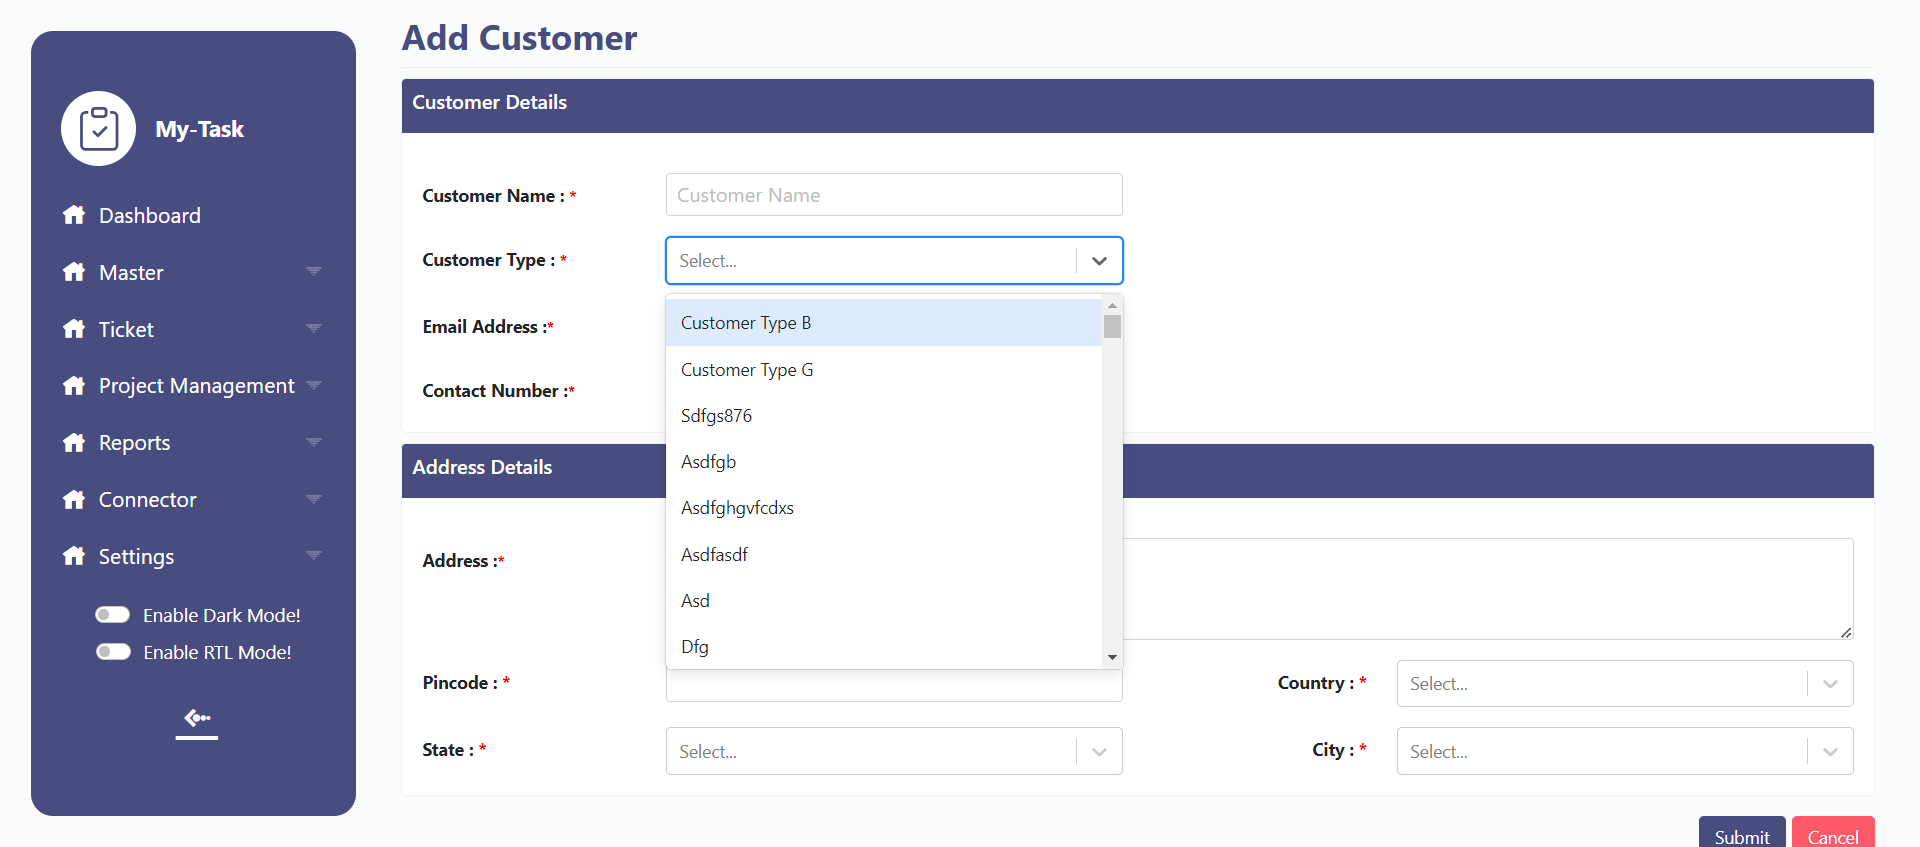 My-Task
Dashboard
Master
Ticket
Project Management
Reports
Connector
Settings
Enable Dark Mode!
Enable RTL Mode!
Add Customer
Customer Details
Customer Name : *
Customer Name
Customer Type : *
Select...
Customer Type B
Customer Type G
Sdfgs876
Asdfgb
Asdfghgvfcdxs
Asdfasdf
Asd
Dfg
Email Address :*
Contact Number :*
Address Details
Address :*
Pincode : *
Country : *
Select...
State : *
Select...
City : *
Select...
Submit
Cancel